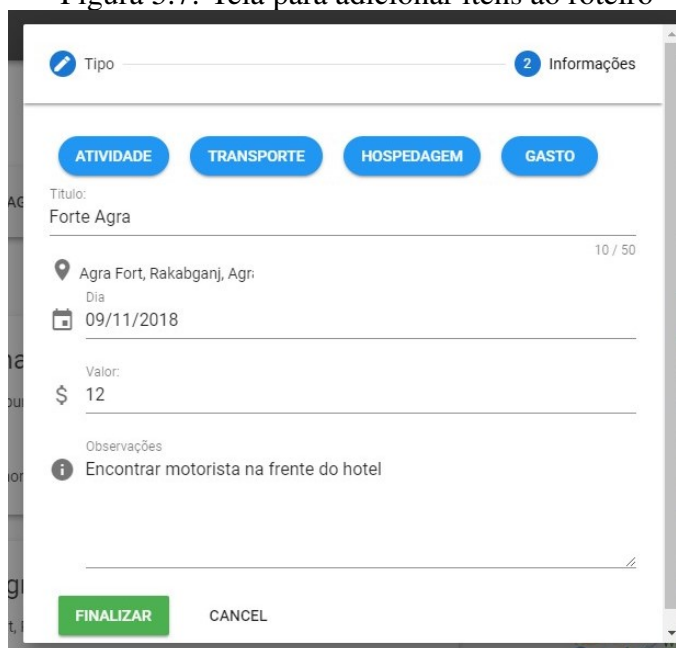 Figura 5.7: Tela para adicionar itens ao roteiro
Tipo
2 Informações
ATIVIDADE TRANSPORTE HOSPEDAGEM GASTO
Titulo:
Forte Agra
10 / 50
Agra Fort, Rakabganj, Agr
Dia
09/11/2018
Valor:
$ 12
Observações
Encontrar motorista na frente do hotel
FINALIZAR CANCEL